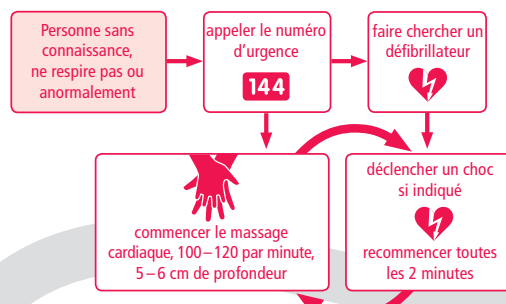 Personne sans
connaissance,
ne respire pas ou
anormalement
appeler le numéro
d’urgence
144
faire chercher un
défibrillateur
commencer le massage
cardiaque, 100–120 par minute,
5–6 cm de profondeur
déclencher un choc
si indiqué
recommencer toutes
les 2 minutes